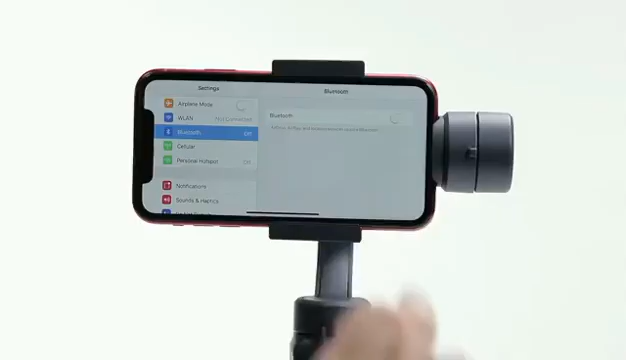 Settings
Bluetooth
Airplane Mode
WLAN Not Connected
Bluetooth Off
Cellular
Personal Hotspot Off
Notifications
Sounds & Haptics
Bluetooth